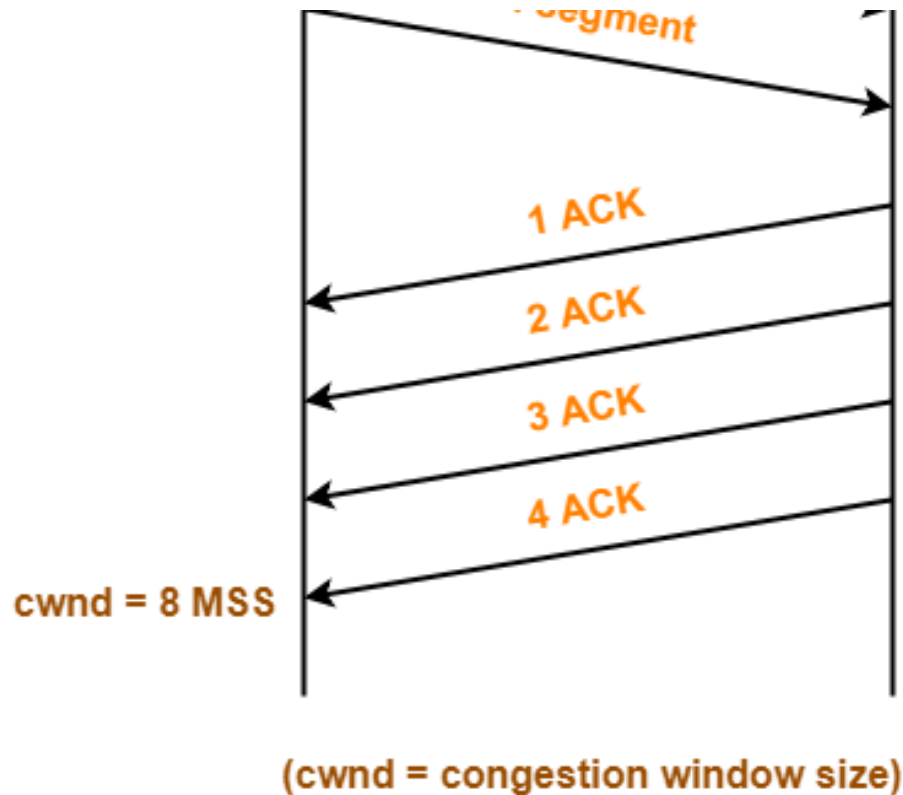 segment
1 ACK
2 ACK
3 ACK
4 ACK
cwnd = 8 MSS
(cwnd = congestion window size)